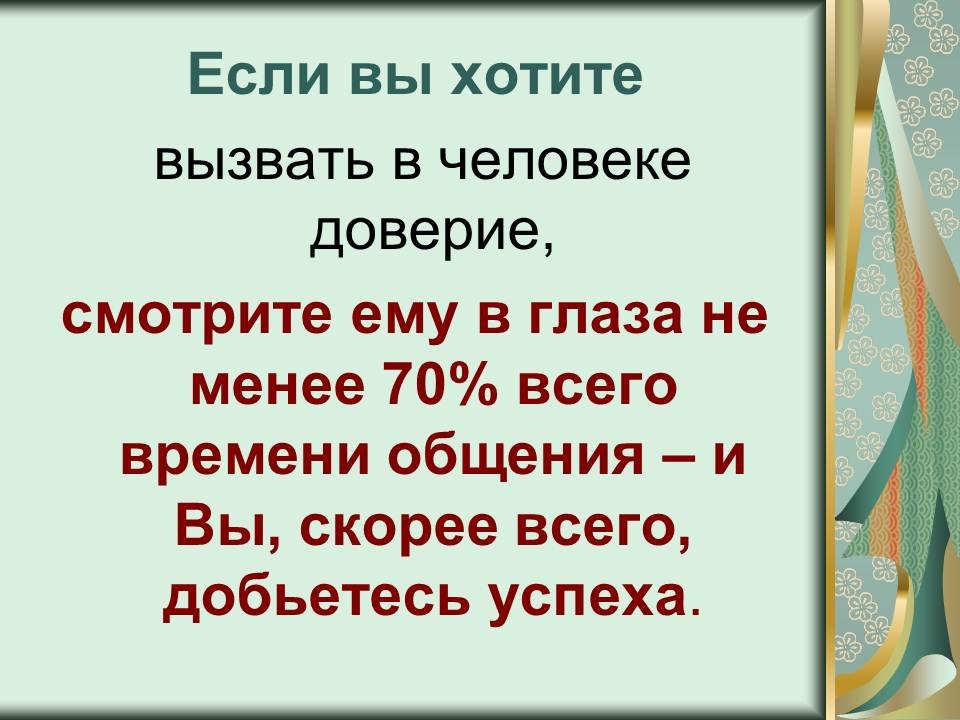 Если вы хотите
вызвать в человеке
доверие,
смотрите ему в глаза не
менее 70% всего
времени общения – и
Вы, скорее всего,
добьетесь успеха.